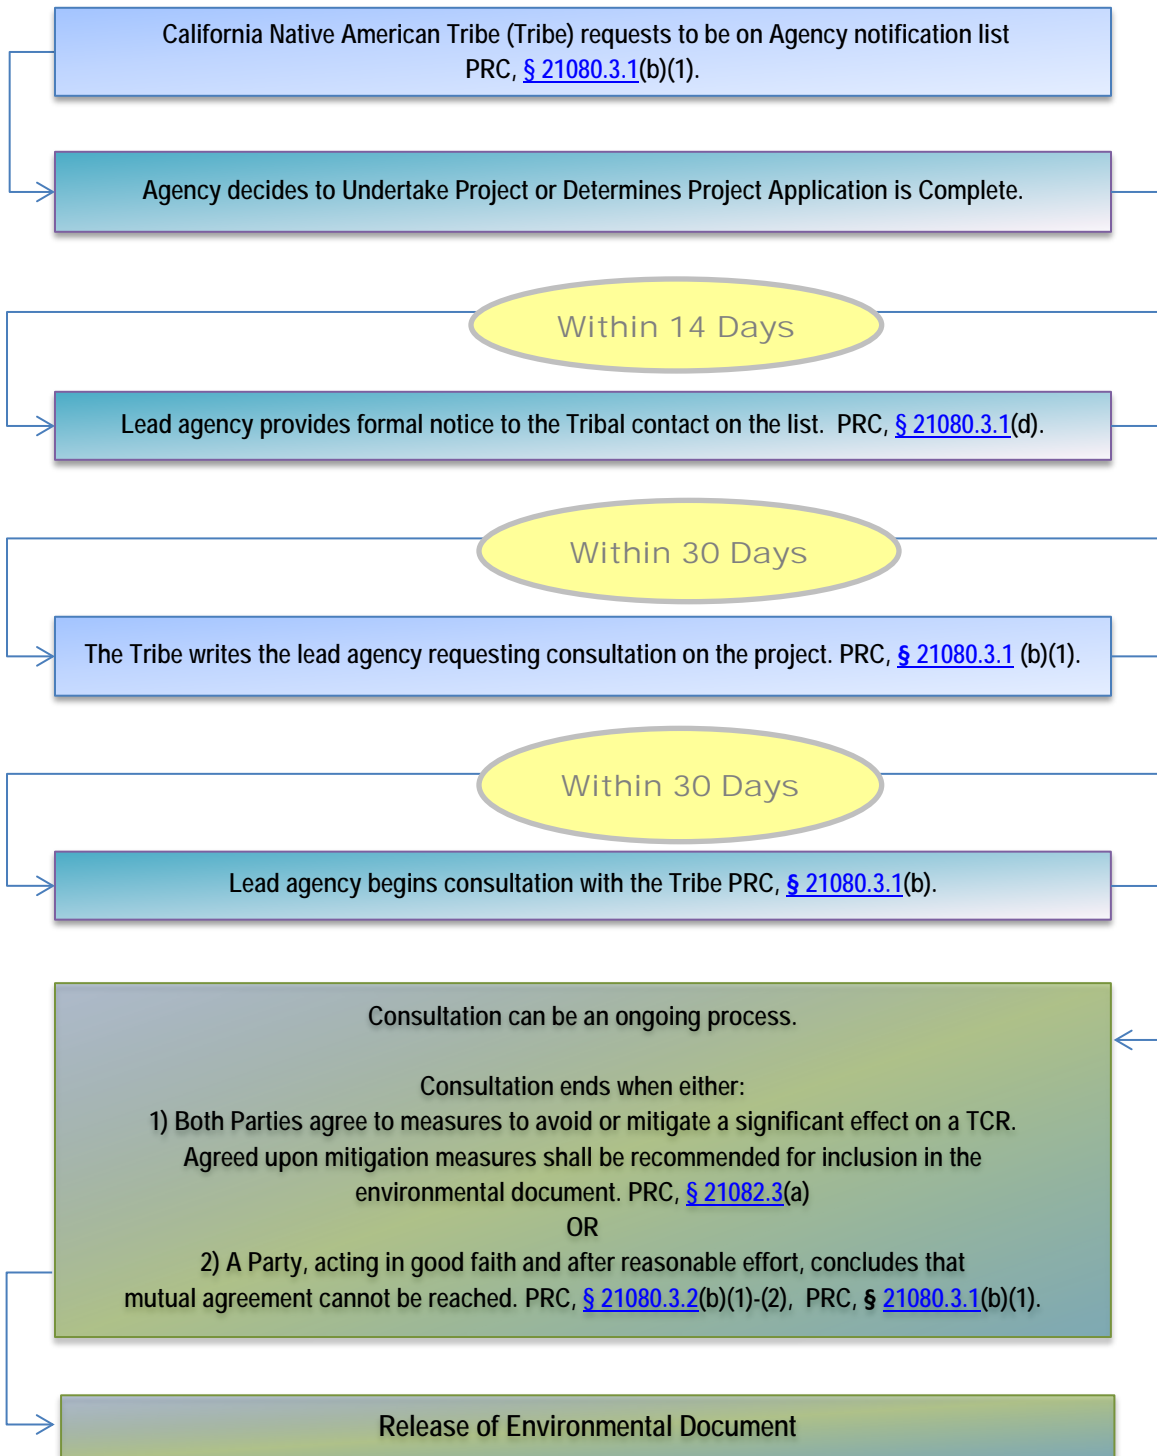 California Native American Tribe (Tribe) requests to be on Agency notification list
PRC, § 21080.3.1(b)(1).
Agency decides to Undertake Project or Determines Project Application is Complete.
Within 14 Days
Lead agency provides formal notice to the Tribal contact on the list.  PRC, § 21080.3.1(d).
Within 30 Days
The Tribe writes the lead agency requesting consultation on the project. PRC, § 21080.3.1 (b)(1).
Within 30 Days
Lead agency begins consultation with the Tribe PRC, § 21080.3.1(b).
Consultation can be an ongoing process.
Consultation ends when either:
1) Both Parties agree to measures to avoid or mitigate a significant effect on a TCR.
Agreed upon mitigation measures shall be recommended for inclusion in the
environmental document. PRC, § 21082.3(a)
OR
2) A Party, acting in good faith and after reasonable effort, concludes that
mutual agreement cannot be reached. PRC, § 21080.3.2(b)(1)-(2),  PRC, § 21080.3.1(b)(1).
Release of Environmental Document